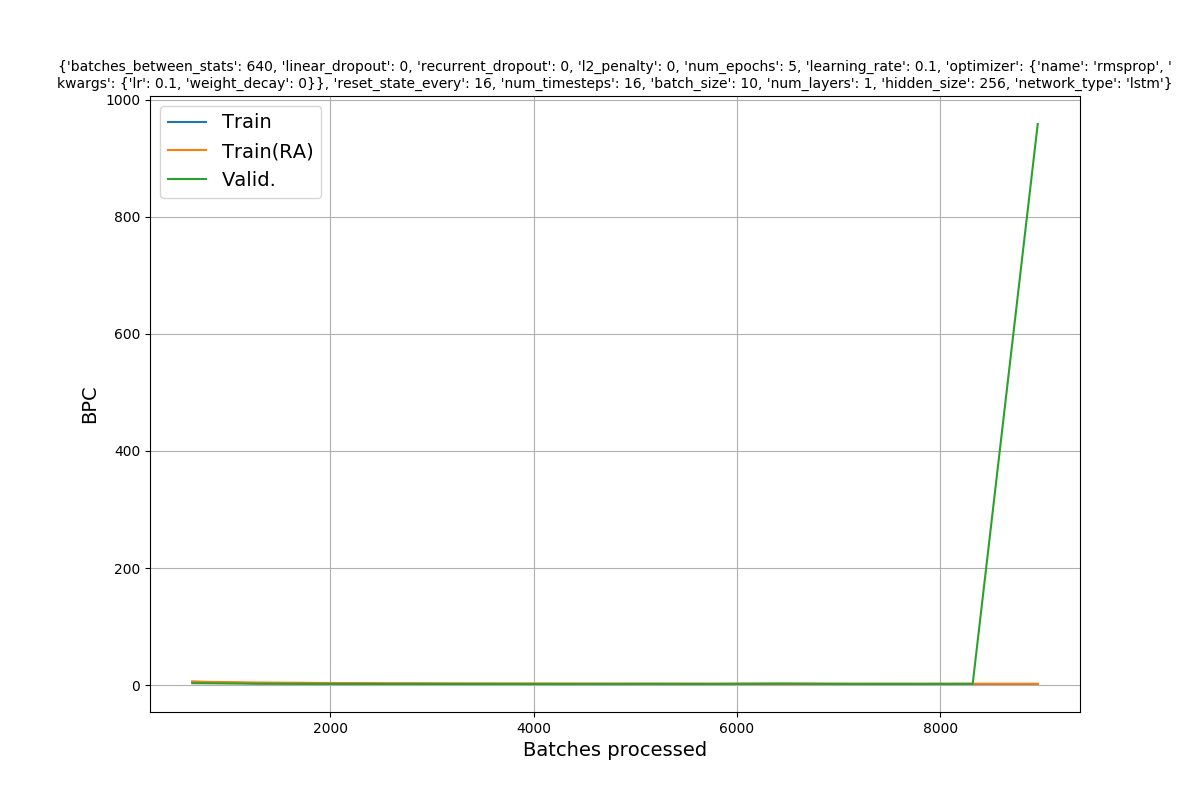 {'batches_between_stats': 640, 'linear_dropout': 0, 'recurrent_dropout': 0, 'l2_penalty': 0, 'num_epochs': 5, 'learning_rate': 0.1, 'optimizer': {'name': 'rmsprop', '
kwargs': {'lr': 0.1, 'weight_decay': 0}}, 'reset_state_every': 16, 'num_timesteps': 16, 'batch_size': 10, 'num_layers': 1, 'hidden_size': 256, 'network_type': 'lstm'}
1000
800
600
400
200
0
BPC
Train
Train(RA)
Valid.
2000
4000
6000
8000
Batches processed